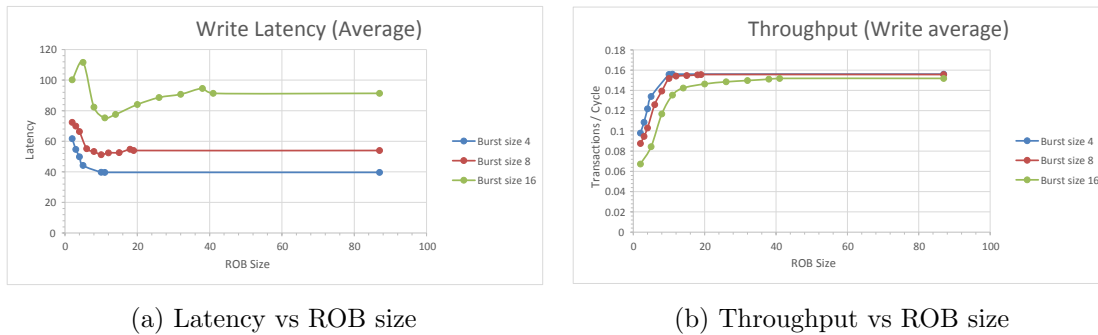 Write Latency (Average)
120
100
80
60
40
20
0
Latency
0 20 40 60 80 100
ROB Size
Burst size 4
Burst size 8
Burst size 16
(a) Latency vs ROB size
Throughput (Write average)
0.18
0.16
0.14
0.12
0.1
0.08
0.06
0.04
0.02
0
Transactions / Cycle
0 20 40 60 80 100
ROB Size
Burst size 4
Burst size 8
Burst size 16
(b) Throughput vs ROB size